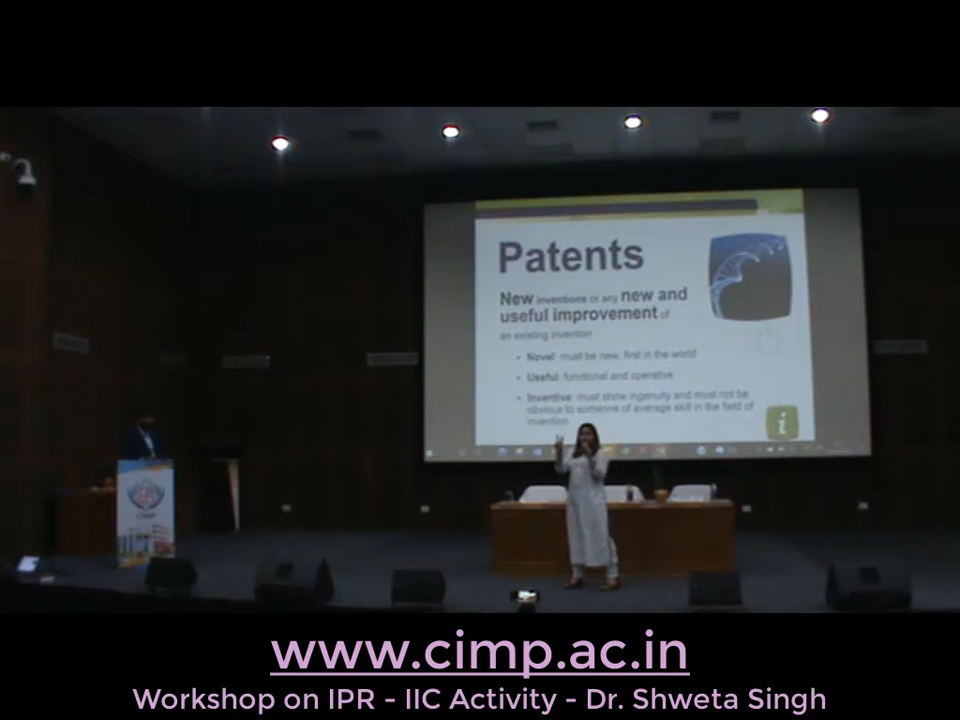 Patents
New inventions or any new and
useful improvement of
an existing invention
• Novel: must be new, first in the world
• Useful: functional and operative
• Inventive: must show ingenuity and must not be
obvious to someone of average skill in the field of
invention
i
CIMP
www.cimp.ac.in
Workshop on IPR - IIC Activity - Dr. Shweta Singh